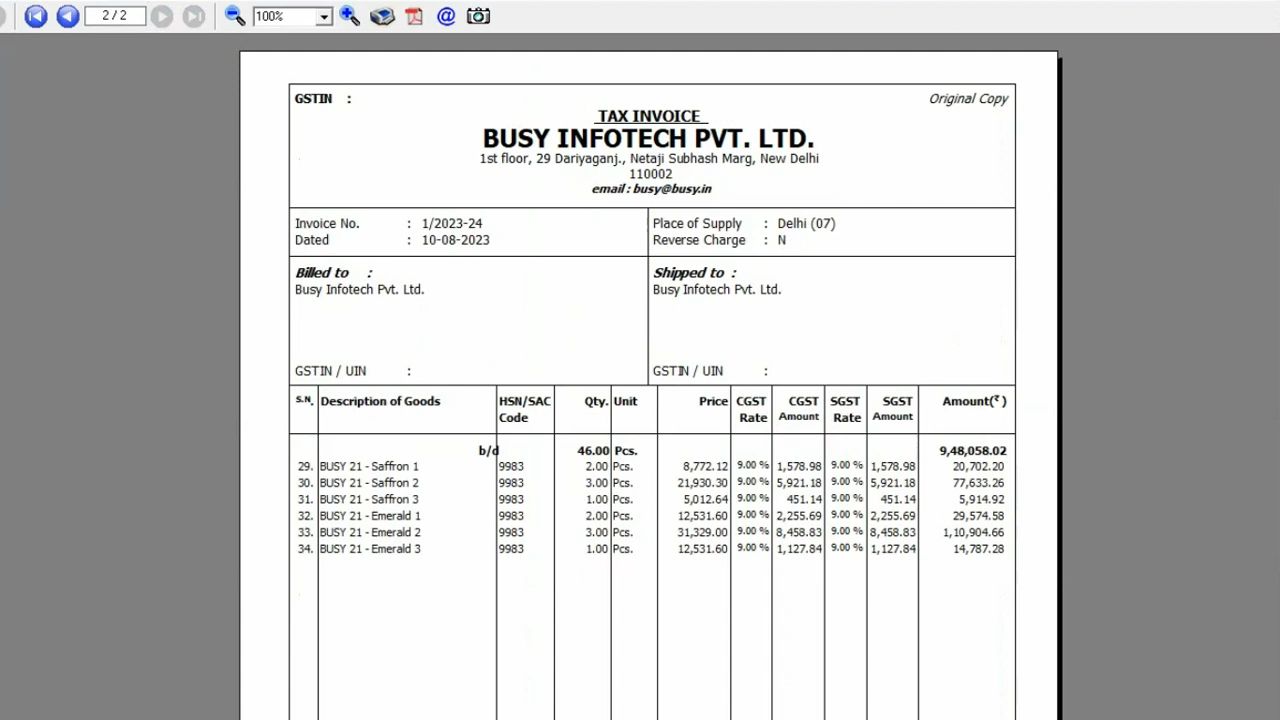 2 / 2 100%
GSTIN : Original Copy
TAX INVOICE
BUSY INFOTECH PVT. LTD.
1st floor, 29 Dariyaganj., Netaji Subhash Marg, New Delhi
110002
email : busy@busy.in
Invoice No. : 1/2023-24 Place of Supply : Delhi (07)
Dated : 10-08-2023 Reverse Charge : N
Billed to : Shipped to :
Busy Infotech Pvt. Ltd. Busy Infotech Pvt. Ltd.
GSTIN / UIN : GSTIN / UIN :
S.N. Description of Goods HSN/SAC Qty. Unit Price CGST CGST SGST SGST Amount(₹ )
Code Rate Amount Rate Amount
b/d 46.00 Pcs. 9,48,058.02
29. BUSY 21 - Saffron 1 9983 2.00 Pcs. 8,772.12 9.00 % 1,578.98 9.00 % 1,578.98 20,702.20
30. BUSY 21 - Saffron 2 9983 3.00 Pcs. 21,930.30 9.00 % 5,921.18 9.00 % 5,921.18 77,633.26
31. BUSY 21 - Saffron 3 9983 1.00 Pcs. 5,012.64 9.00 % 451.14 9.00 % 451.14 5,914.92
32. BUSY 21 - Emerald 1 9983 2.00 Pcs. 12,531.60 9.00 % 2,255.69 9.00 % 2,255.69 29,574.58
33. BUSY 21 - Emerald 2 9983 3.00 Pcs. 31,329.00 9.00 % 8,458.83 9.00 % 8,458.83 1,10,904.66
34. BUSY 21 - Emerald 3 9983 1.00 Pcs. 12,531.60 9.00 % 1,127.84 9.00 % 1,127.84 14,787.28